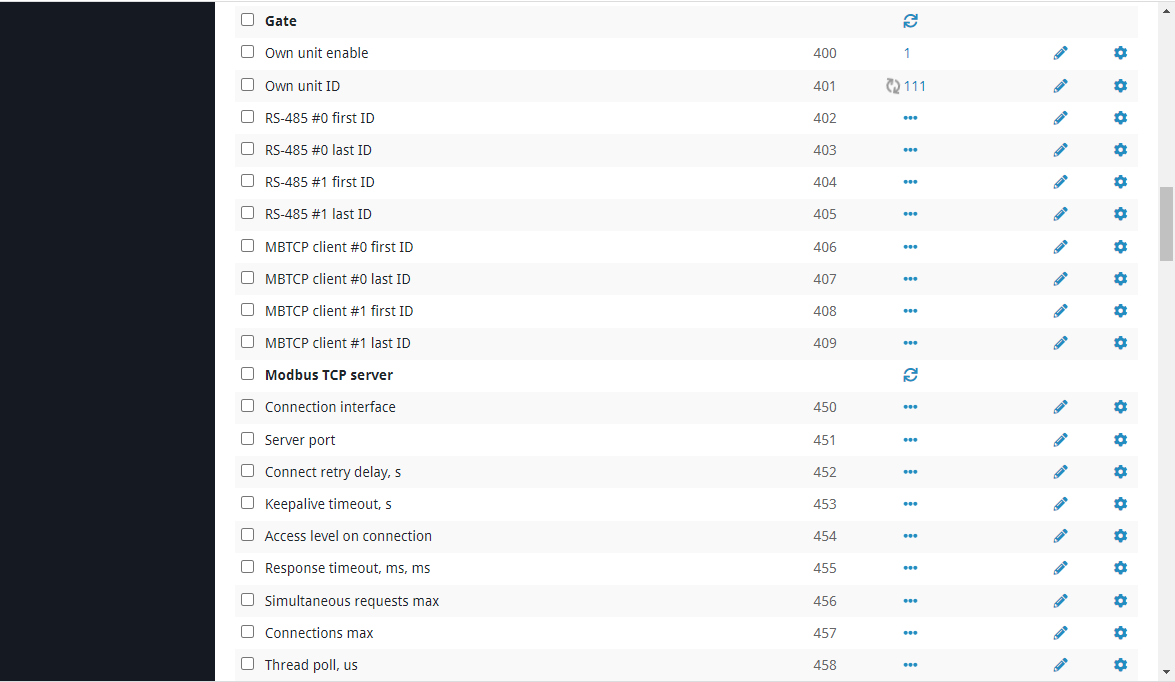 Gate
Own unit enable 400 1
Own unit ID 401 111
RS-485 #0 first ID 402 •••
RS-485 #0 last ID 403 •••
RS-485 #1 first ID 404 •••
RS-485 #1 last ID 405 •••
MBTCP client #0 first ID 406 •••
MBTCP client #0 last ID 407 •••
MBTCP client #1 first ID 408 •••
MBTCP client #1 last ID 409 •••
Modbus TCP server
Connection interface 450 •••
Server port 451 •••
Connect retry delay, s 452 •••
Keepalive timeout, s 453 •••
Access level on connection 454 •••
Response timeout, ms, ms 455 •••
Simultaneous requests max 456 •••
Connections max 457 •••
Thread poll, us 458 •••